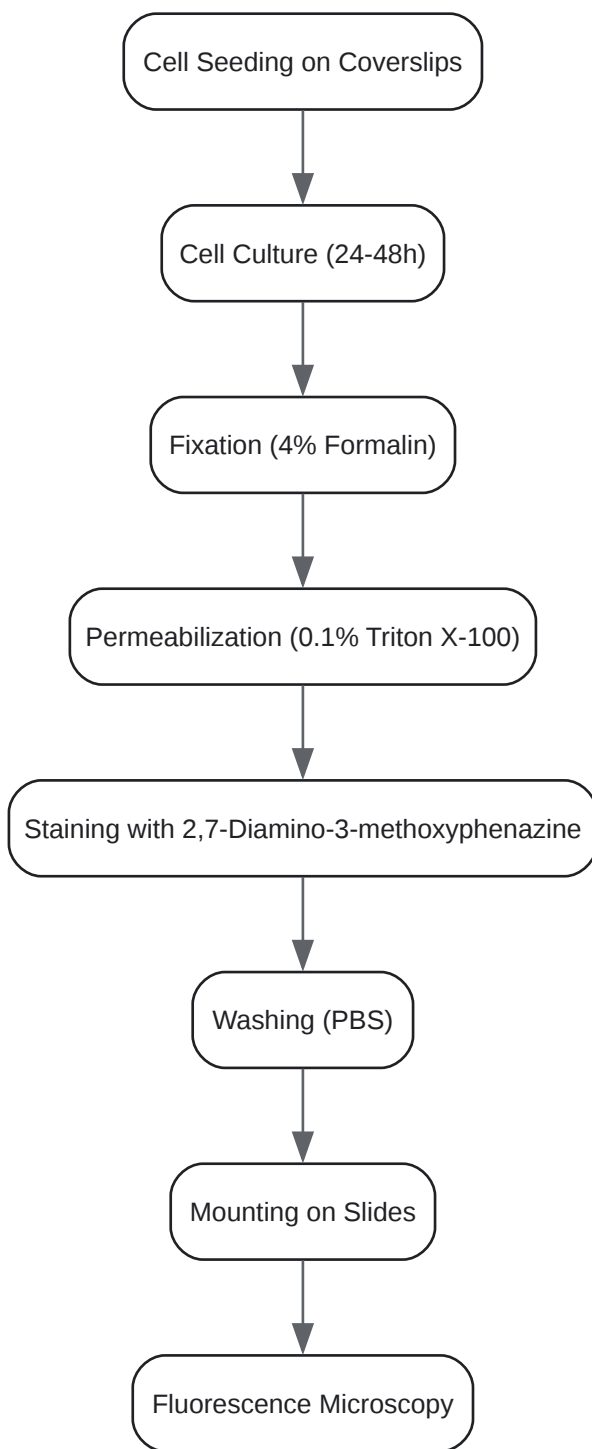 Cell Seeding on Coverslips
Cell Culture (24-48h)
Fixation (4% Formalin)
Permeabilization (0.1% Triton X-100)
Staining with 2,7-Diamino-3-methoxyphenazine
Washing (PBS)
Mounting on Slides
Fluorescence Microscopy